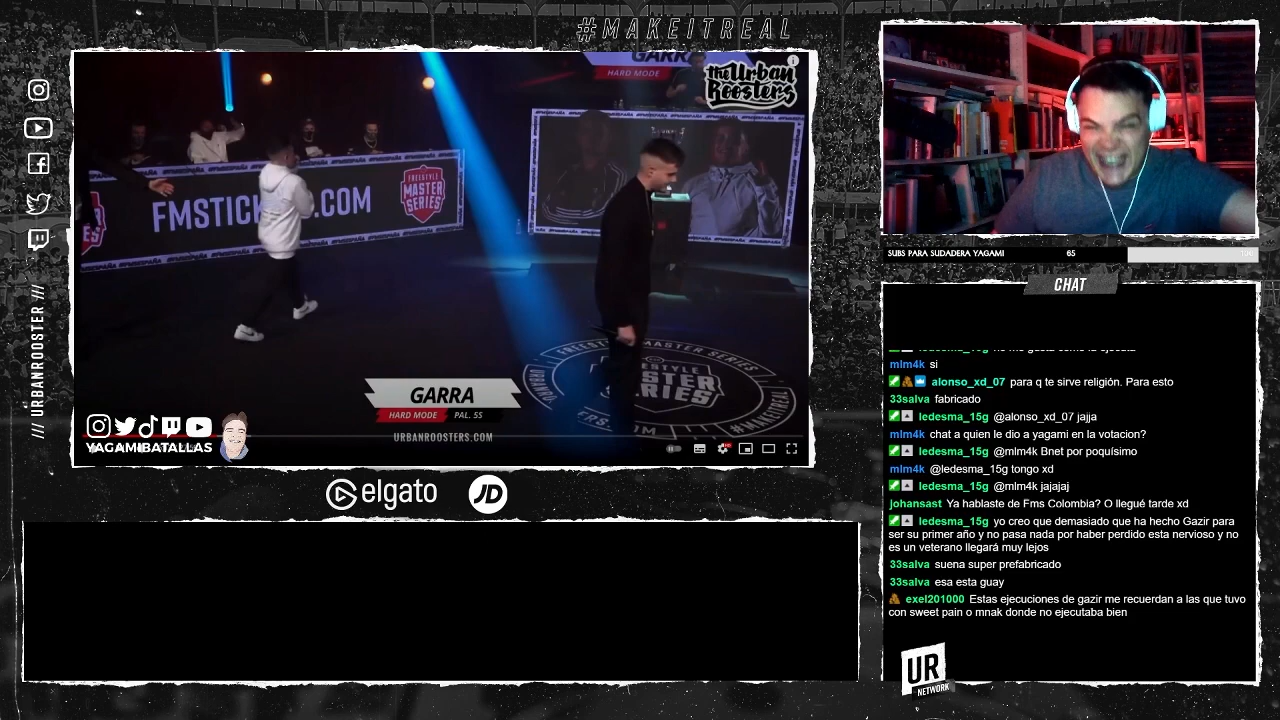 #MAKEITREAL
GARRA
HARD MODE
the Urban
Roosters
FMSTICK .COM
FREESTYLE
MASTER
SERIES
GARRA
HARD MODE PAL. 5S
URBANROOSTERS.COM
YAGAMIBATALLAS
/// URBANROOSTER ///
elgato
JD
SUBS PARA SUDADERA YAGAMI 65 100
CHAT
mlm4k si
alonso_xd_07 para q te sirve religión. Para esto
33salva fabricado
ledesma_15g @alonso_xd_07 jajja
mlm4k chat a quien le dio a yagami en la votacion?
ledesma_15g @mlm4k Bnet por poquísimo
mlm4k @ledesma_15g tongo xd
ledesma_15g @mlm4k jajajaj
johansast Ya hablaste de Fms Colombia? O llegué tarde xd
ledesma_15g yo creo que demasiado que ha hecho Gazir para
ser su primer año y no pasa nada por haber perdido esta nervioso y no
es un veterano llegará muy lejos
33salva suena super prefabricado
33salva esa esta guay
exel201000 Estas ejecuciones de gazir me recuerdan a las que tuvo
con sweet pain o mnak donde no ejecutaba bien
UR
NETWORK